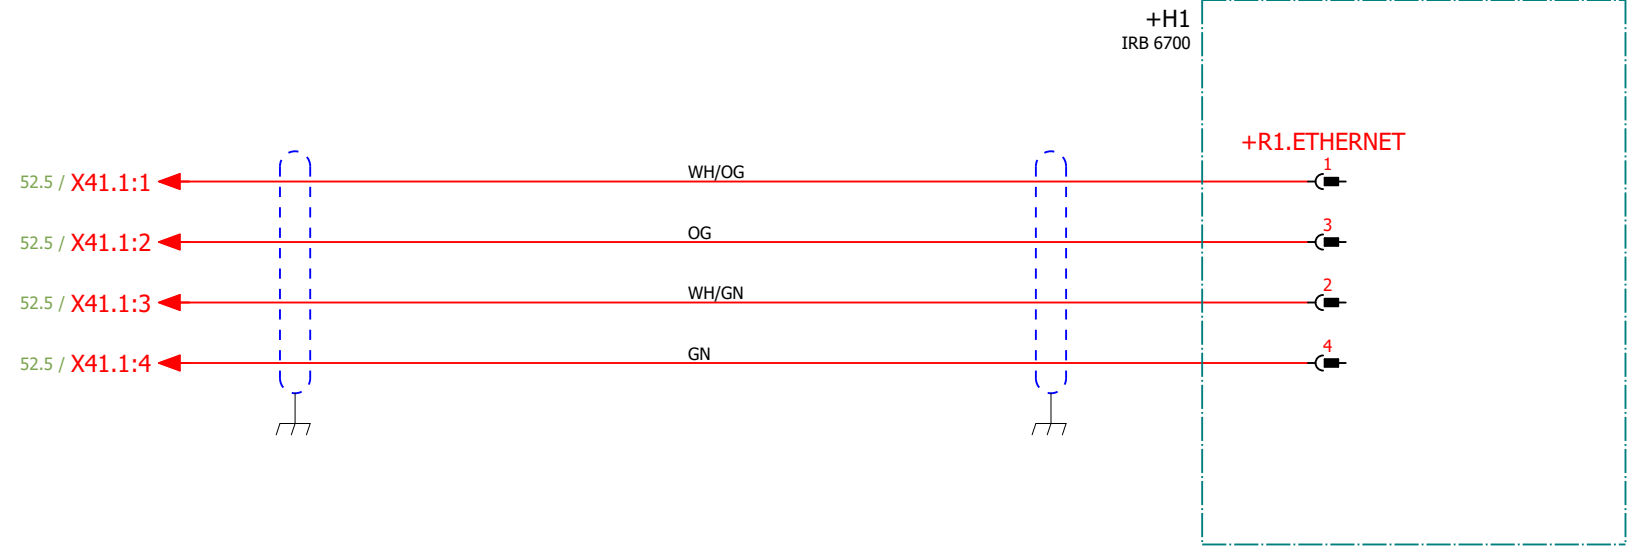 +H1
IRB 6700
+R1.ETHERNET
52.5 / X41.1:1 WH/OG 1
52.5 / X41.1:2 OG 3
52.5 / X41.1:3 WH/GN 2
52.5 / X41.1:4 GN 4